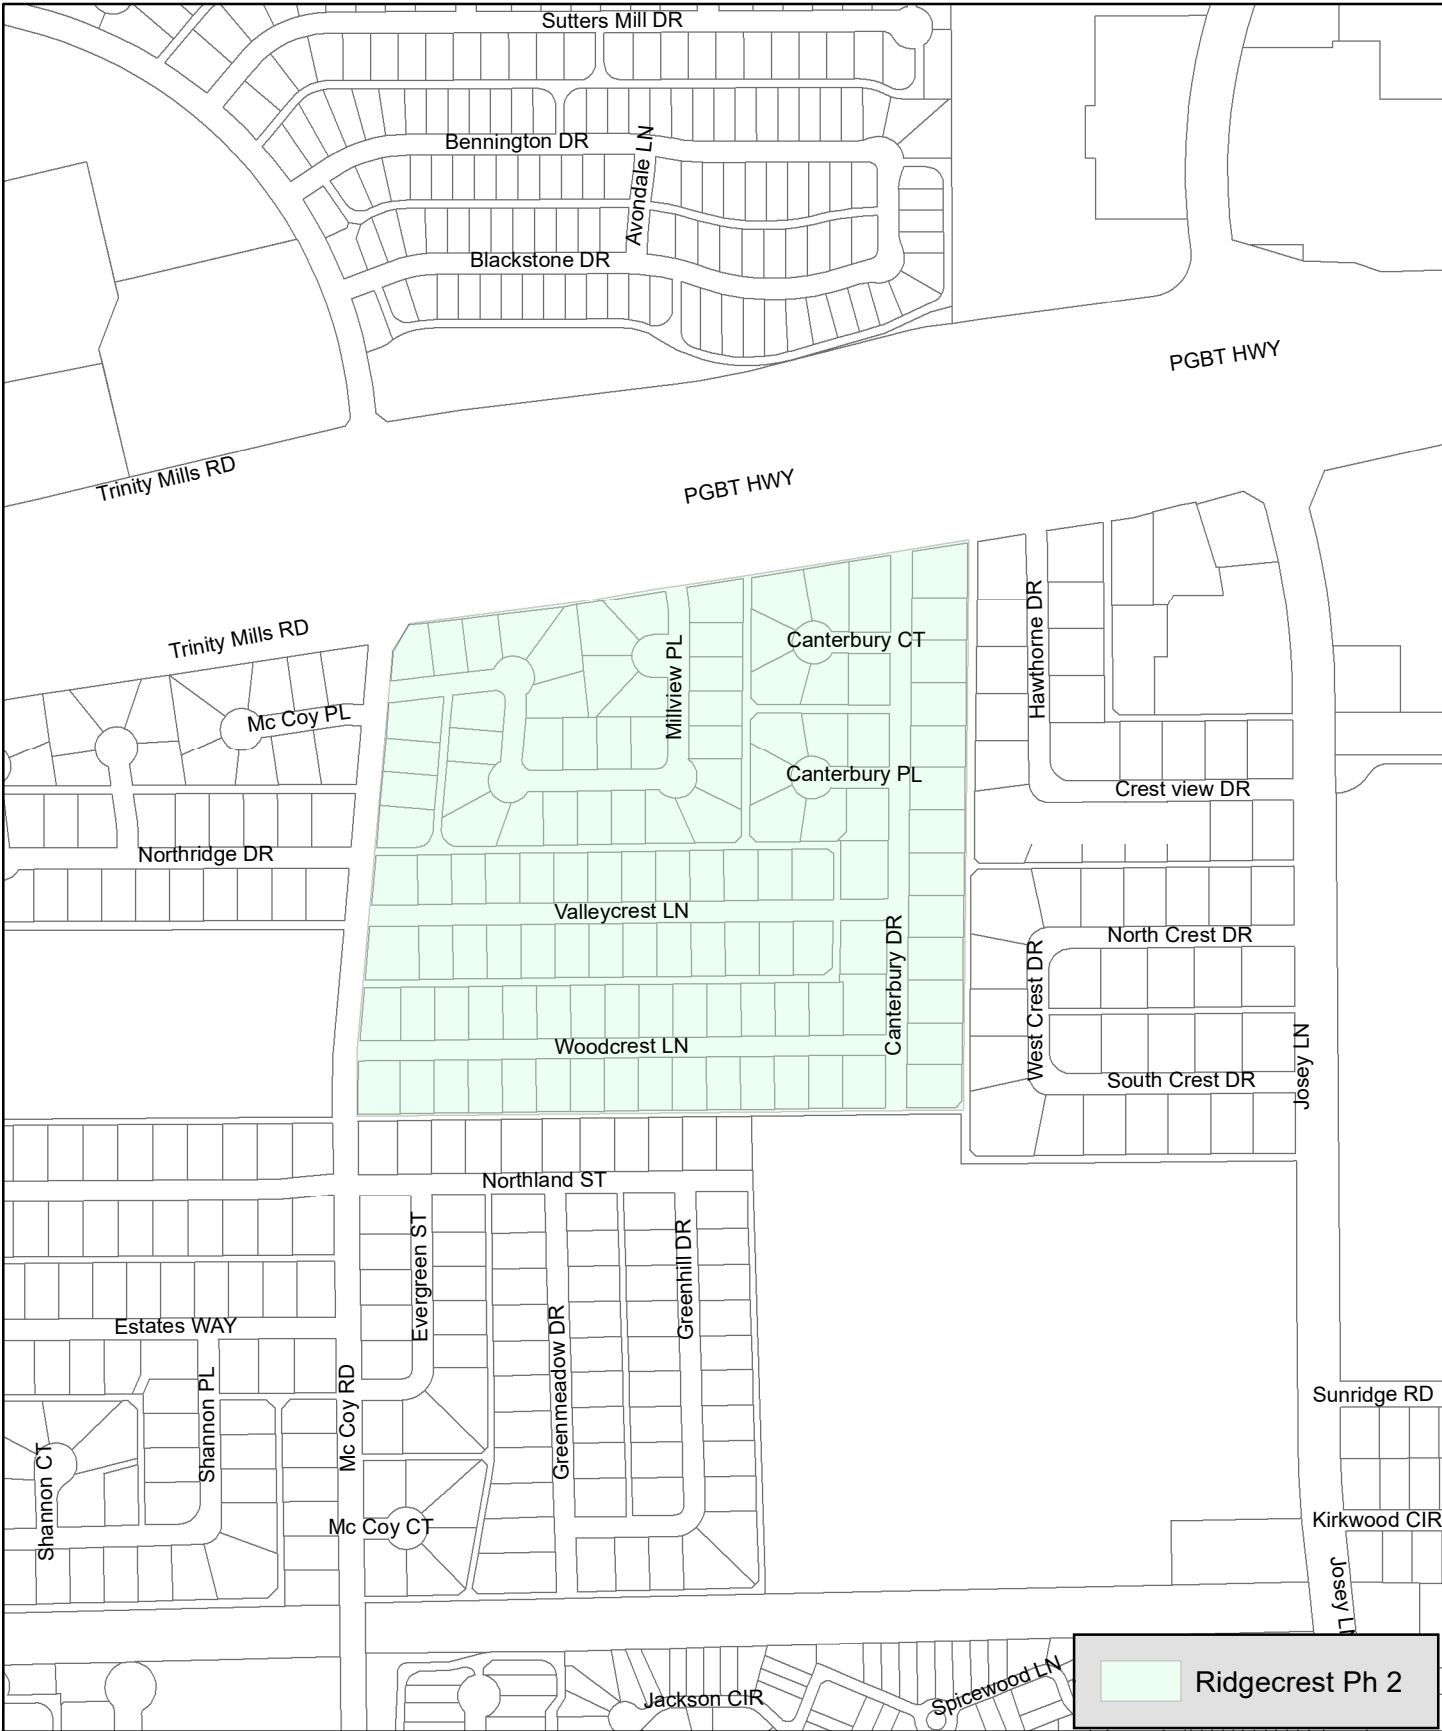 Sutters Mill DR
Bennington DR
Avondale LN
Blackstone DR
PGBT HWY
Trinity Mills RD
PGBT HWY
Trinity Mills RD
Hawthorne DR
Millview PL
Canterbury CT
Mc Coy PL
Canterbury PL
Crest view DR
Northridge DR
Valleycrest LN
North Crest DR
Canterbury DR
West Crest DR
Woodcrest LN
South Crest DR
Josey LN
Northland ST
Evergreen ST
Greenhill DR
Estates WAY
Greenmeadow DR
Shannon PL
Mc Coy RD
Sunridge RD
Shannon CT
Mc Coy CT
Kirkwood CIR
Josey LN
Spicewood LN
Jackson CIR
Ridgecrest Ph 2